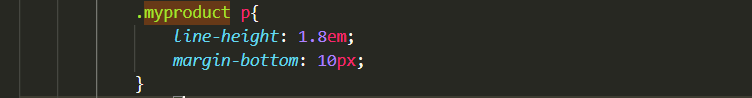 .myproduct p{
line-height: 1.8em;
margin-bottom: 10px;
}